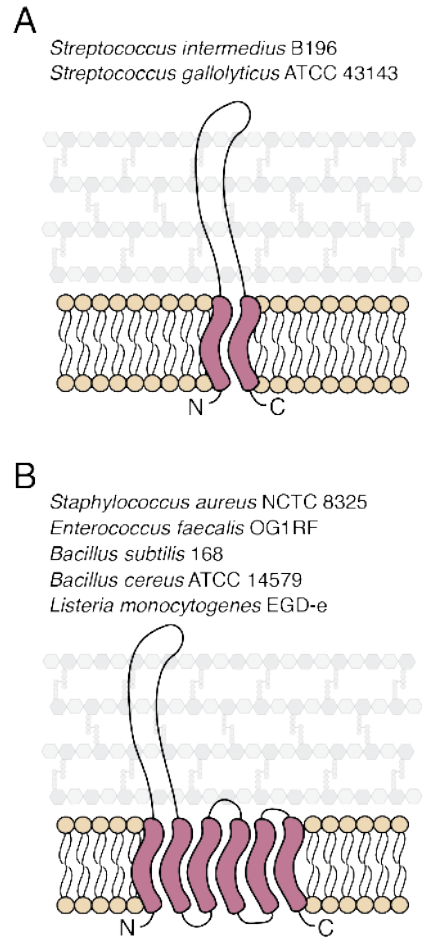 A
Streptococcus intermedius B196
Streptococcus gallolyticus ATCC 43143
N
C
B
Staphylococcus aureus NCTC 8325
Enterococcus faecalis OG1RF
Bacillus subtilis 168
Bacillus cereus ATCC 14579
Listeria monocytogenes EGD-e
N
C